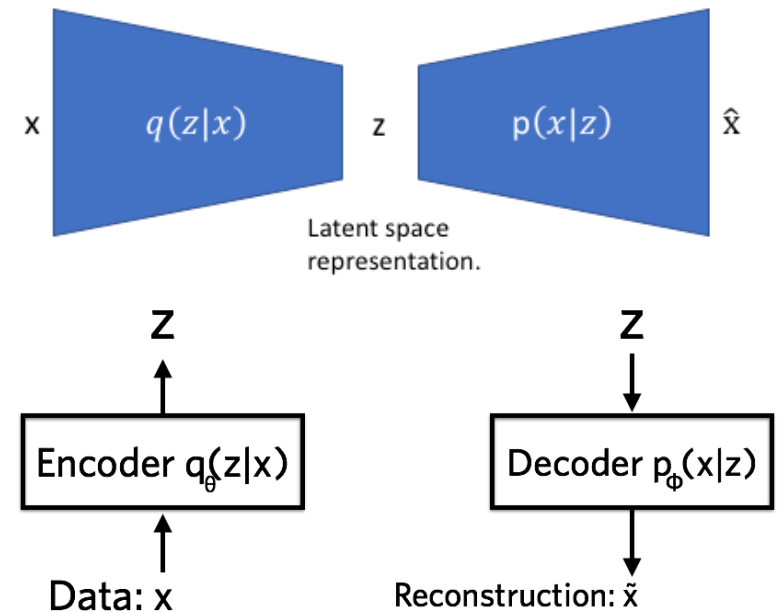 x q(z|x) z p(x|z) x̂
Latent space
representation.
z z
Encoder qθ(z|x) Decoder pΦ(x|z)
Data: x Reconstruction: x̃